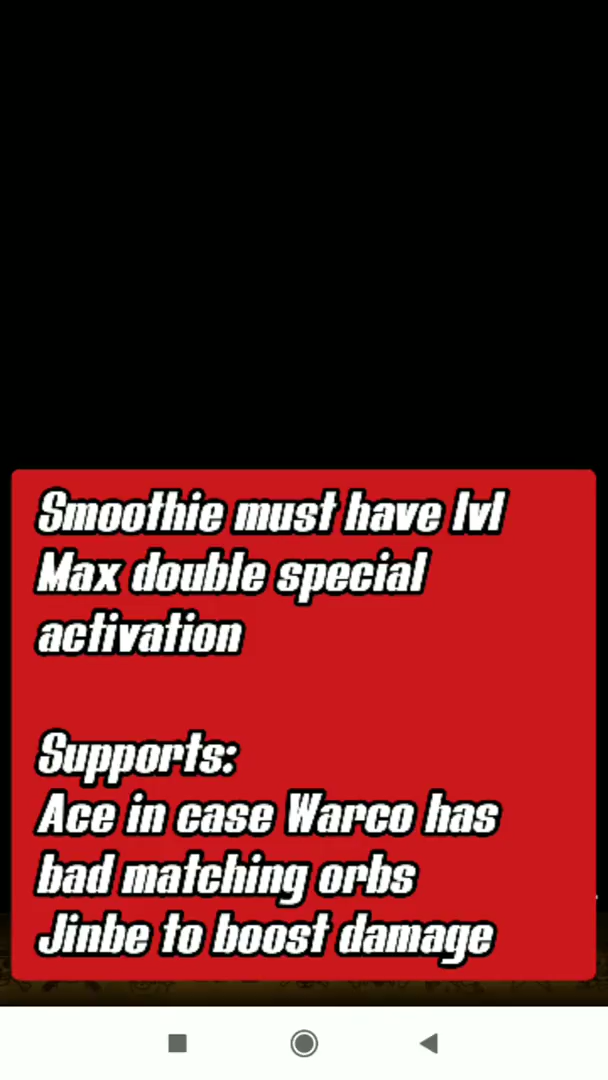 Smoothie must have lvl
Max double special
activation
Supports:
Ace in case Warco has
bad matching orbs
Jinbe to boost damage